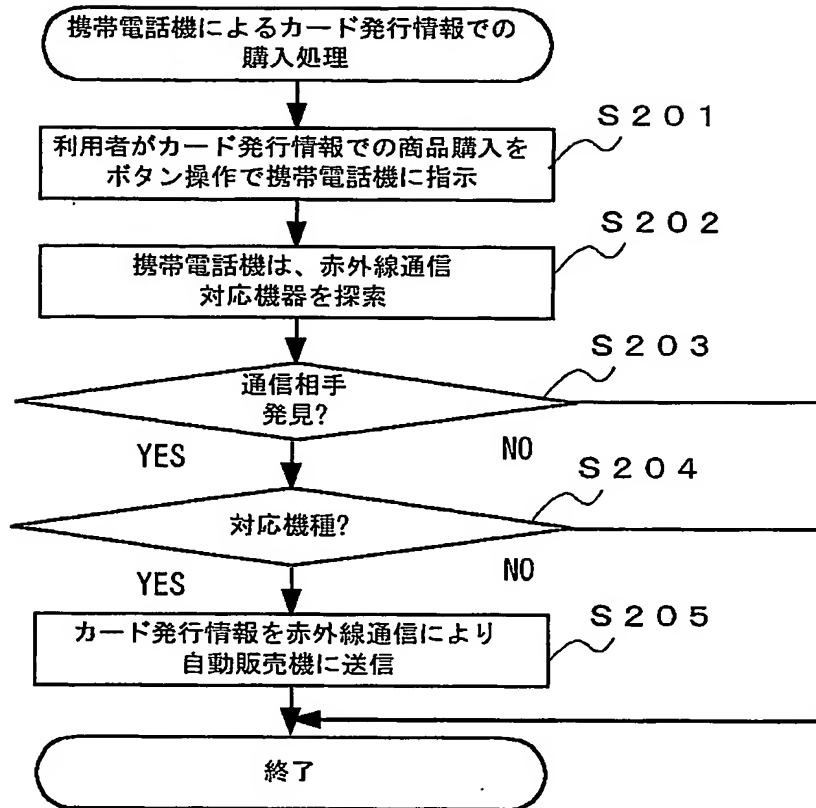 携帯電話機によるカード発行情報での
購入処理
S201
利用者がカード発行情報での商品購入を
ボタン操作で携帯電話機に指示
S202
携帯電話機は、赤外線通信
対応機器を探索
S203
通信相手
発見?
YES
NO
S204
対応機種?
YES
NO
S205
カード発行情報を赤外線通信により
自動販売機に送信
終了